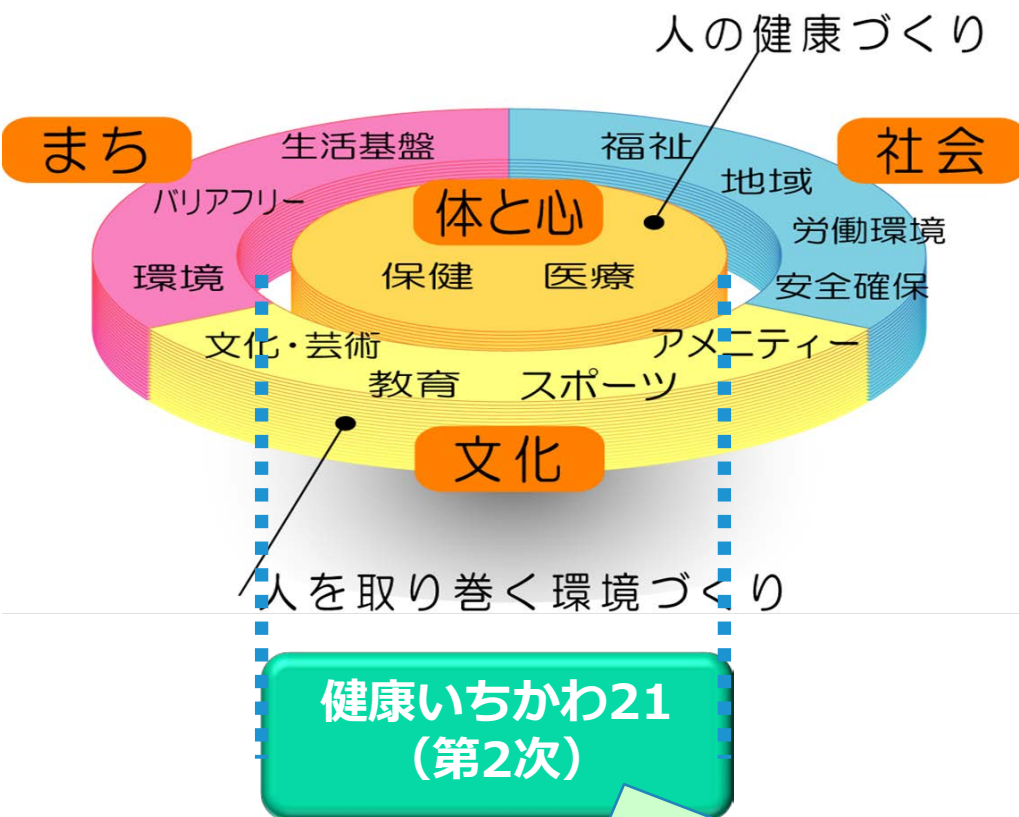 人の健康づくり
まち
社会
生活基盤
福祉
バリアフリー
地域
体と心
労働環境
環境
保健
医療
安全確保
文化・芸術
アメニティー
教育
スポーツ
文化
人を取り巻く環境づくり
健康いちかわ21
（第2次）